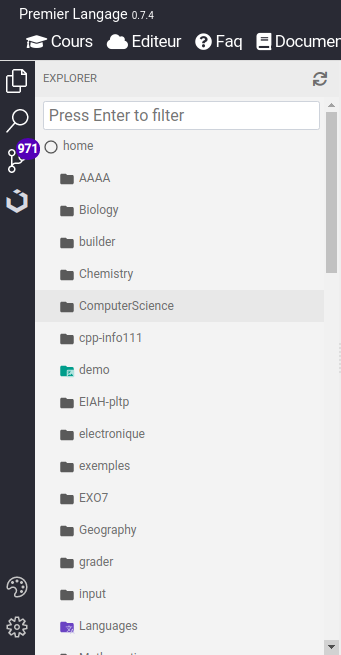 Premier Langage 0.7.4
Cours Editeur Faq Documen
EXPLORER
Press Enter to filter
971
home
AAAA
Biology
builder
Chemistry
ComputerScience
cpp-info111
demo
EIAH-pltp
electronique
exemples
EXO7
Geography
grader
input
Languages